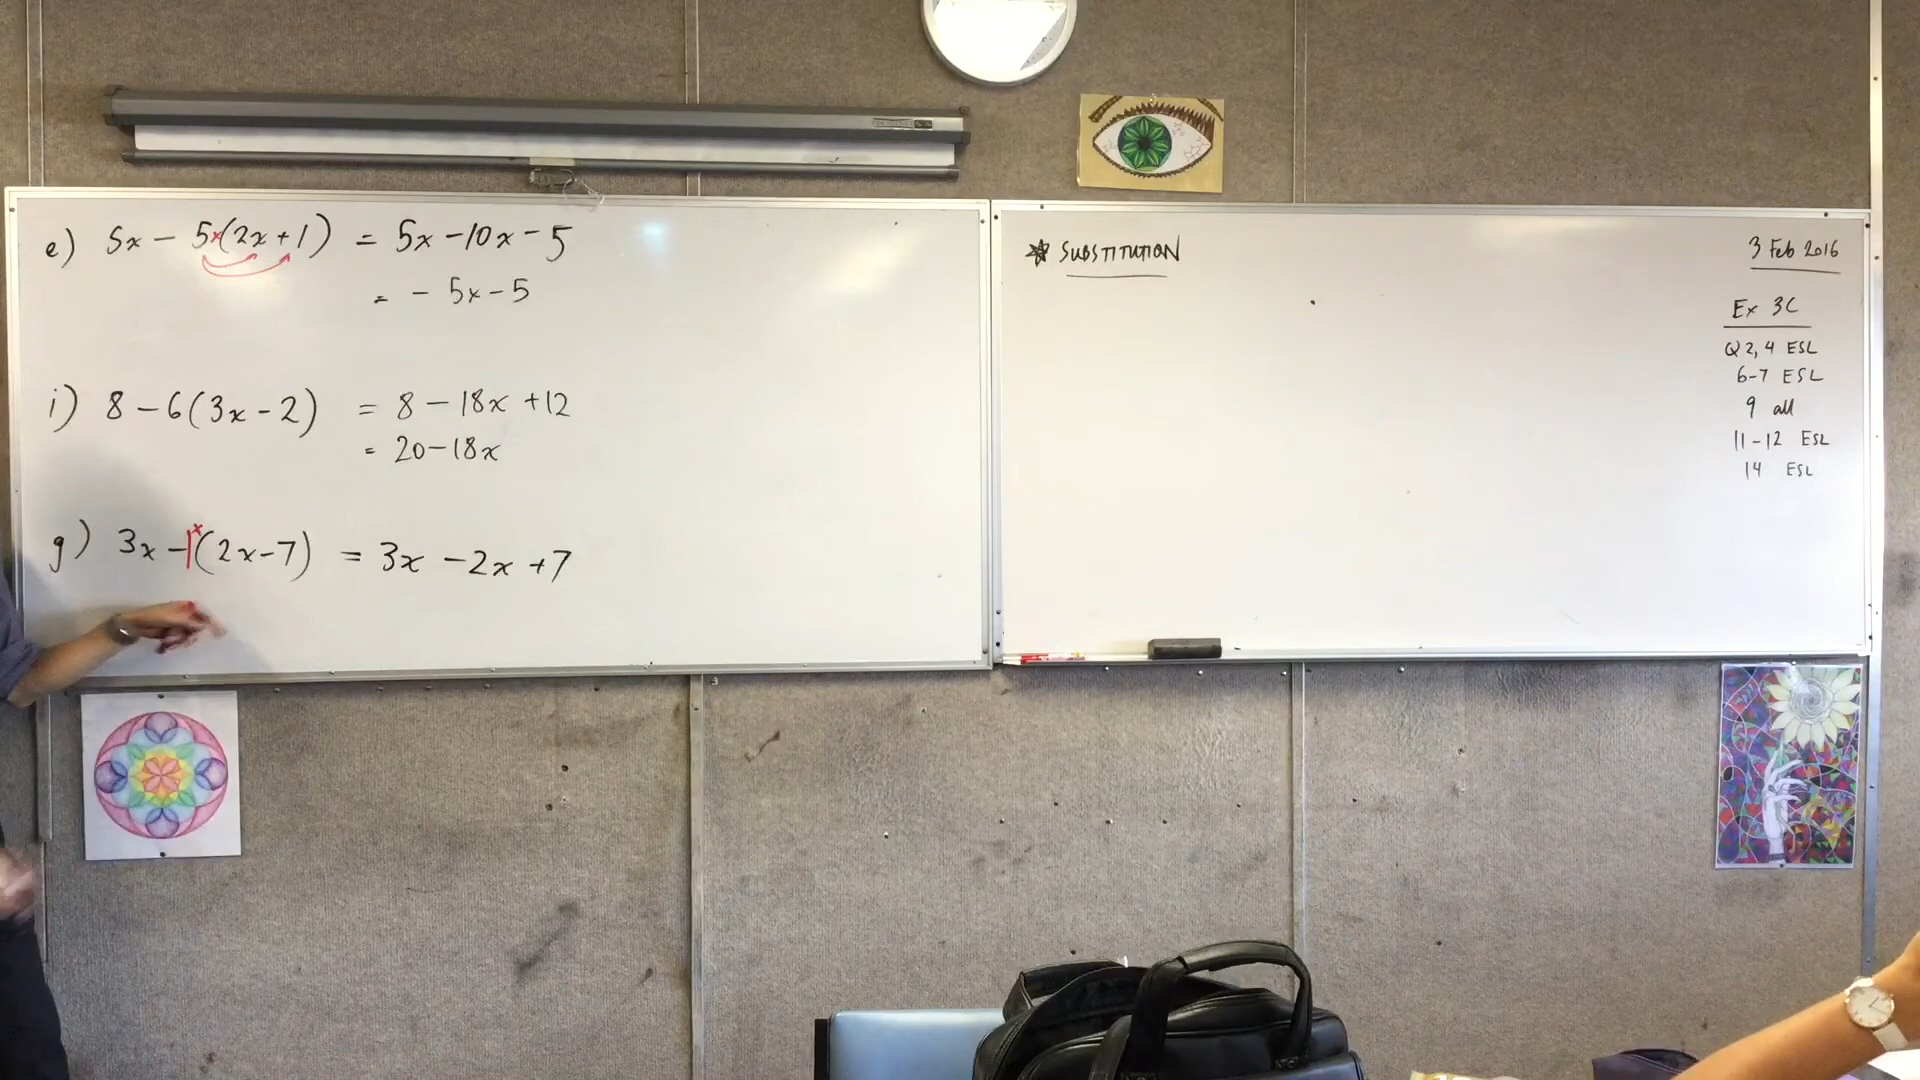 e) 5x - 5×(2x+1) = 5x - 10x - 5
= - 5x - 5
i) 8 - 6(3x - 2) = 8 - 18x + 12
= 20 - 18x
g) 3x - 1×(2x - 7) = 3x - 2x + 7
* SUBSTITUTION
3 Feb 2016
Ex 3C
Q 2, 4 ESL
6-7 ESL
9 all
11-12 ESL
14 ESL